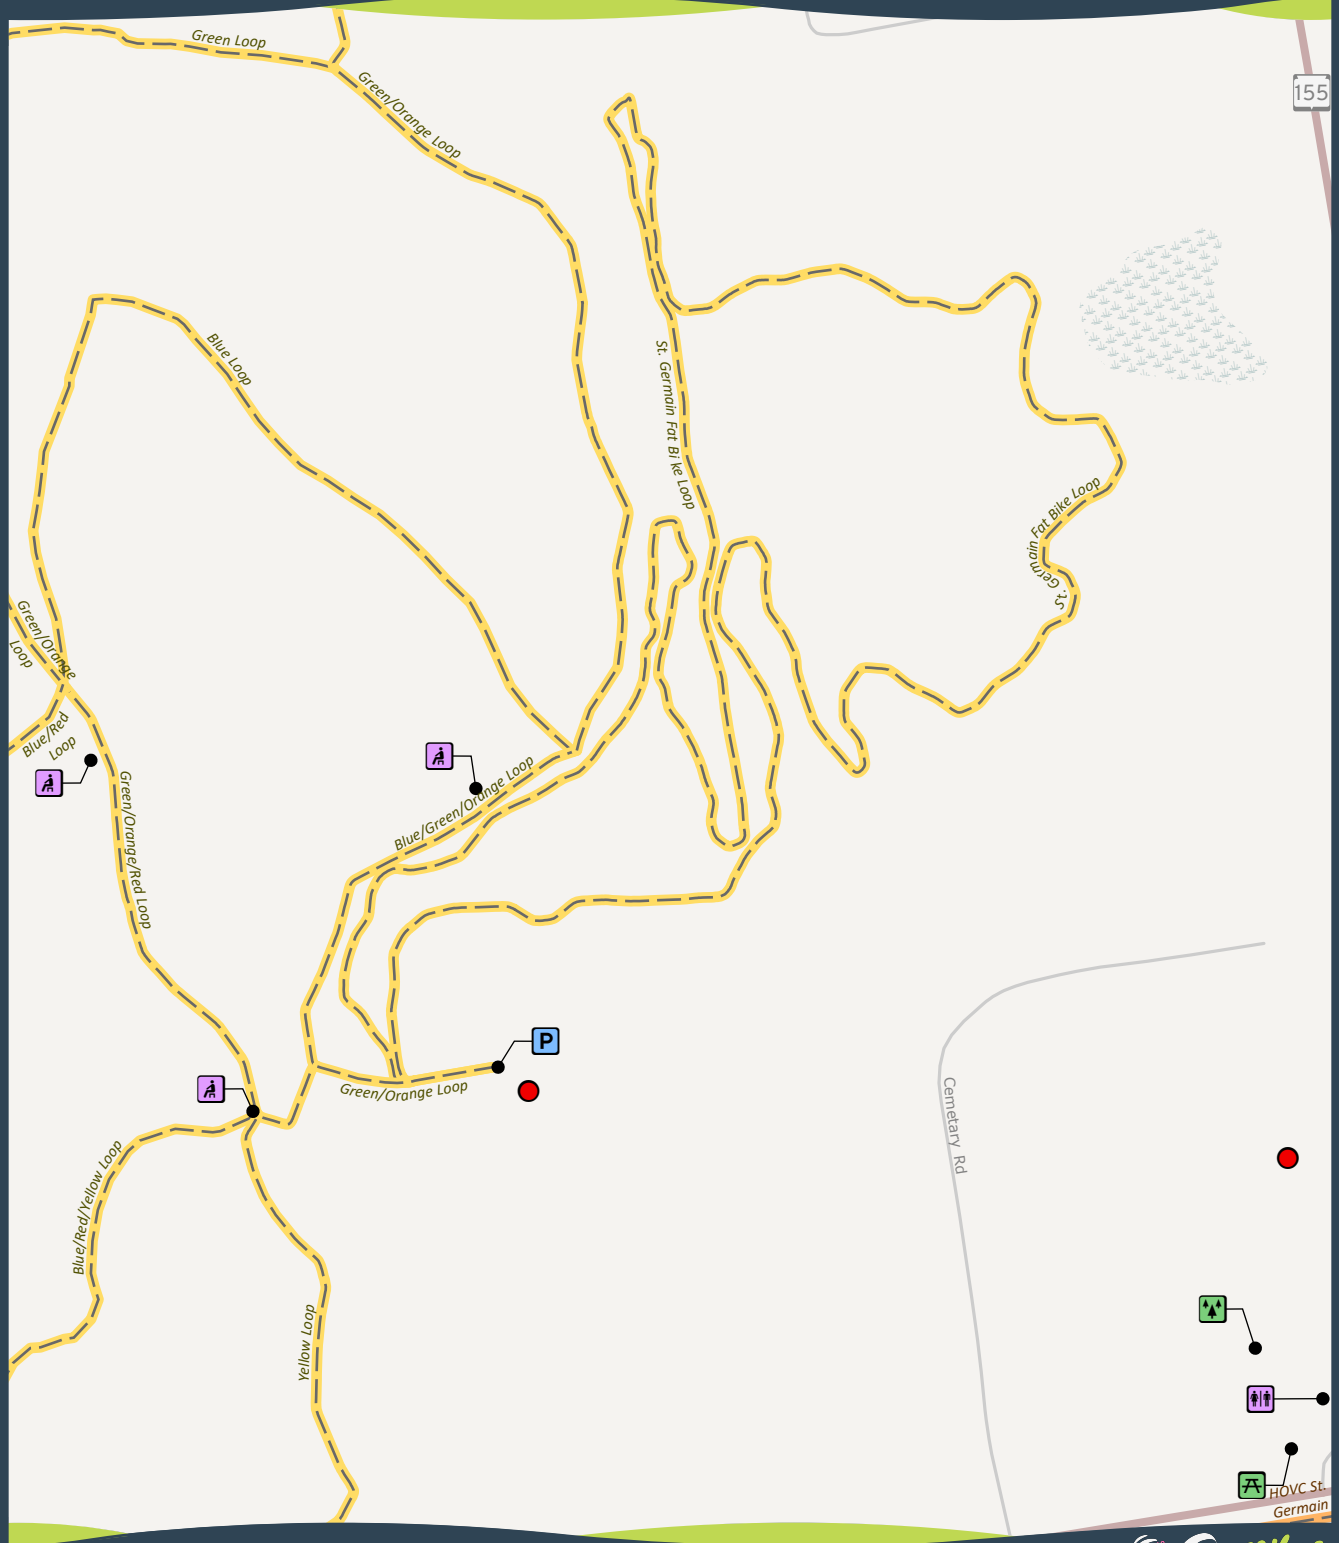 Green Loop
Green/Orange Loop
155
Blue Loop
St. Germain Fat Bi ke Loop
St. Germain Fat Bike Loop
Green/Orange
Loop
Blue/Red
Loop
Green/Orange/Red Loop
Blue/Green/Orange Loop
P
Green/Orange Loop
Cemetary Rd
Blue/Red/Yellow Loop
Yellow Loop
HOVC St.
Germain